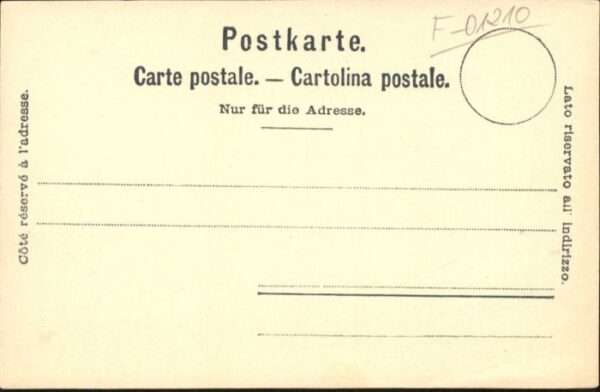 F-01210
Postkarte.
Carte postale. — Cartolina postale.
Nur für die Adresse.
Côté réservé à l'adresse.
Lato riservato all' indirizzo.